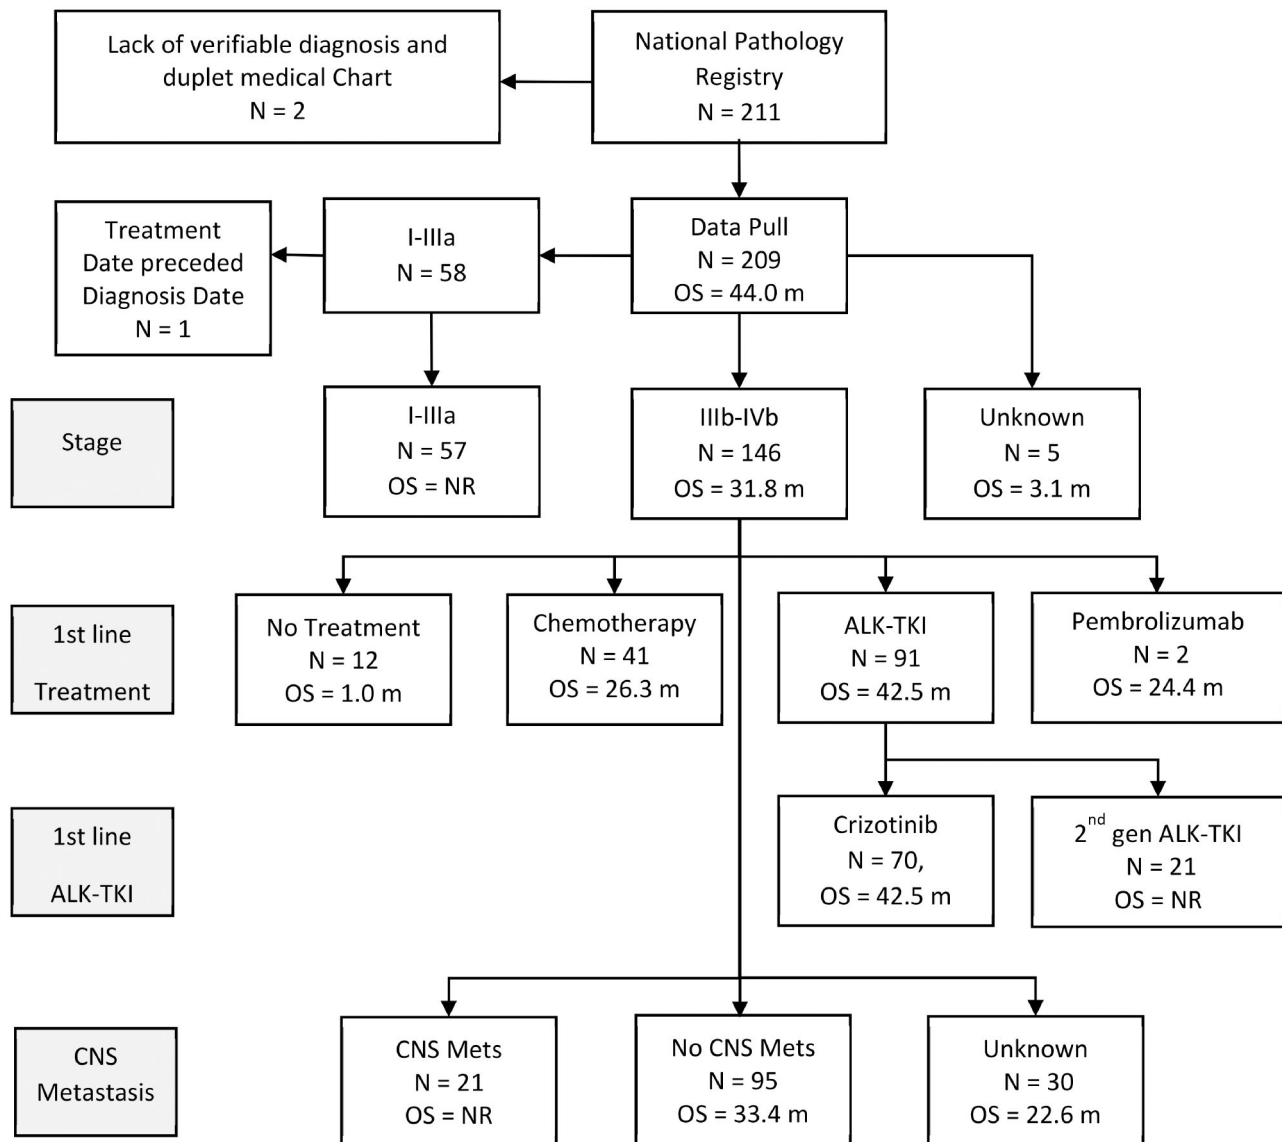 Lack of verifiable diagnosis and
duplet medical Chart
N = 2
National Pathology
Registry
N = 211
Treatment
Date preceded
Diagnosis Date
N = 1
I-IIIa
N = 58
Data Pull
N = 209
OS = 44.0 m
Stage
I-IIIa
N = 57
OS = NR
IIIb-IVb
N = 146
OS = 31.8 m
Unknown
N = 5
OS = 3.1 m
1st line
Treatment
No Treatment
N = 12
OS = 1.0 m
Chemotherapy
N = 41
OS = 26.3 m
ALK-TKI
N = 91
OS = 42.5 m
Pembrolizumab
N = 2
OS = 24.4 m
1st line
ALK-TKI
Crizotinib
N = 70,
OS = 42.5 m
2nd gen ALK-TKI
N = 21
OS = NR
CNS
Metastasis
CNS Mets
N = 21
OS = NR
No CNS Mets
N = 95
OS = 33.4 m
Unknown
N = 30
OS = 22.6 m